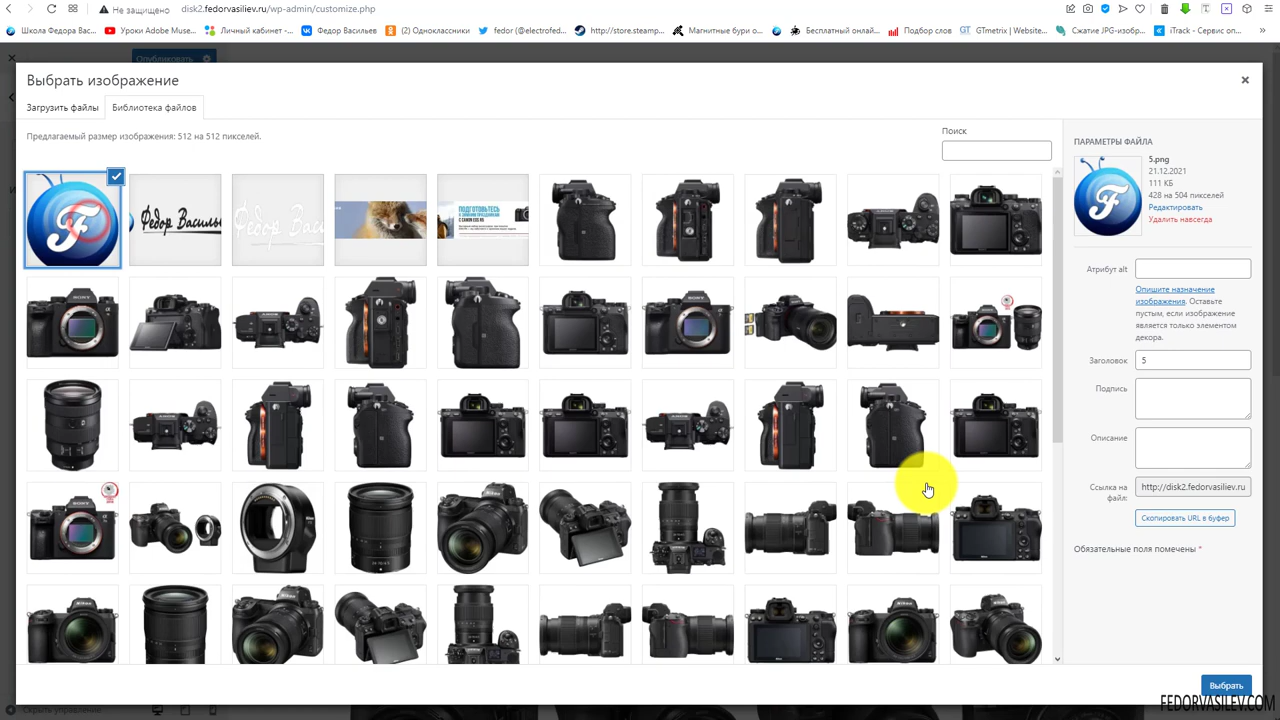 Не защищено
disk2.fedorvasiliev.ru/wp-admin/customize.php
Школа Федора Вас...
Уроки Adobe Muse...
Личный кабинет -...
Федор Васильев
(2) Одноклассники
fedor (@electrofed...
http://store.steamp...
Магнитные бури о...
Бесплатный онлай...
Подбор слов
GTmetrix | Website...
Сжатие JPG-изобр...
iTrack - Сервис оп...
Опубликовать
Выбрать изображение
Загрузить файлы
Библиотека файлов
Предлагаемый размер изображения: 512 на 512 пикселей.
Поиск
ПАРАМЕТРЫ ФАЙЛА
5.png
21.12.2021
111 КБ
428 на 504 пикселей
Редактировать
Удалить навсегда
Атрибут alt
Опишите назначение
изображения. Оставьте
пустым, если изображение
является только элементом
декора.
Заголовок
5
Подпись
Описание
Ссылка на
файл:
http://disk2.fedorvasiliev.ru
Скопировать URL в буфер
Обязательные поля помечены *
Выбрать
Скрыть управление
FEDORVASILEV.COM